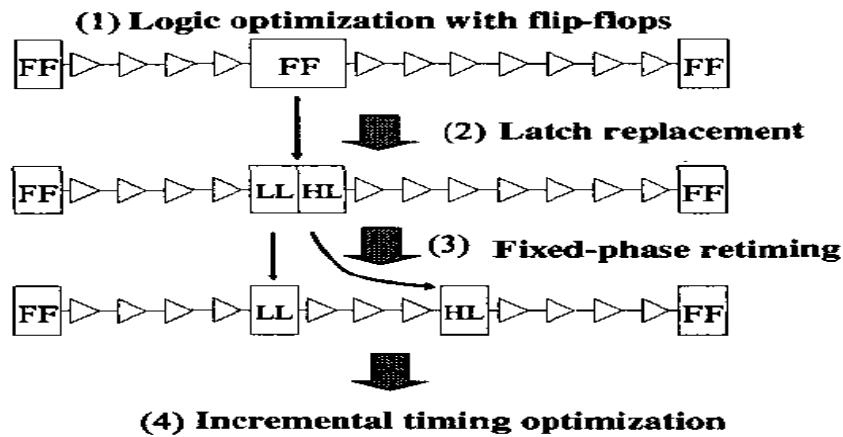 (1) Logic optimization with flip-flops
FF FF FF
(2) Latch replacement
FF LL HL FF
(3) Fixed-phase retiming
FF LL HL FF
(4) Incremental timing optimization